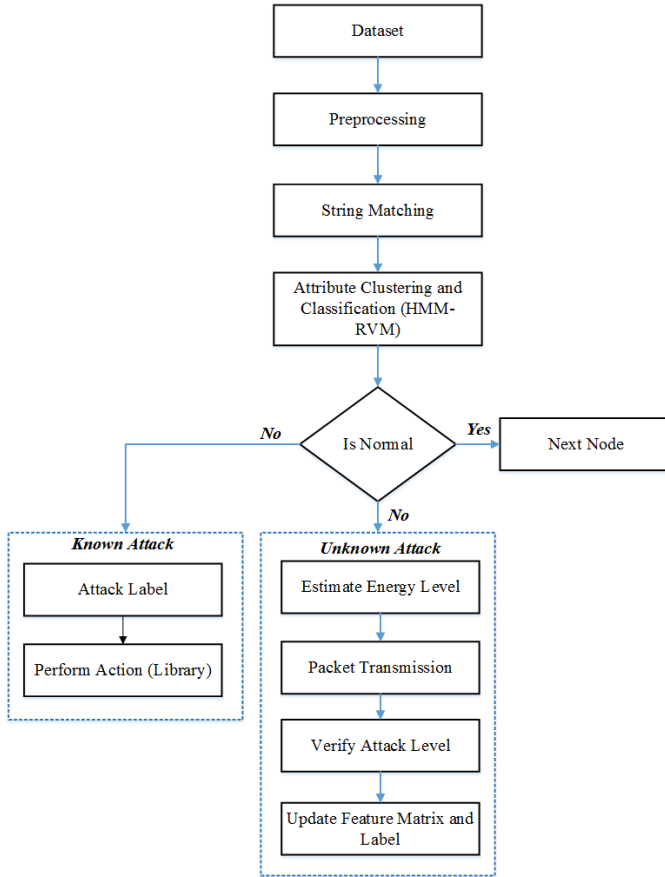 Dataset
Preprocessing
String Matching
Attribute Clustering and
Classification (HMM-
RVM)
Is Normal
No
Yes
Next Node
No
Known Attack
Attack Label
Perform Action (Library)
Unknown Attack
Estimate Energy Level
Packet Transmission
Verify Attack Level
Update Feature Matrix and
Label